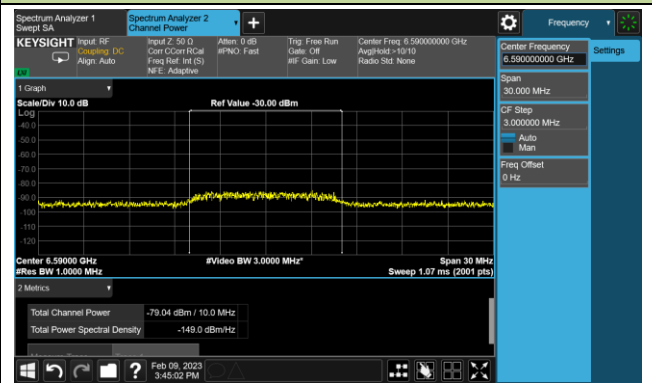 Spectrum Analyzer 1
Swept SA
Spectrum Analyzer 2
Channel Power
+
Frequency
KEYSIGHT
Input: RF
Coupling: DC
Align: Auto
Input Z: 50 Ω
Corr CCorr RCal
Freq Ref: Int (S)
NFE: Adaptive
Atten: 0 dB
#PNO: Fast
Trig: Free Run
Gate: Off
#IF Gain: Low
Center Freq: 6.590000000 GHz
Avg|Hold:>10/10
Radio Std: None
Center Frequency
6.590000000 GHz
Settings
Span
30.000 MHz
CF Step
3.000000 MHz
Auto
Man
Freq Offset
0 Hz
1 Graph
Scale/Div 10.0 dB
Ref Value -30.00 dBm
Log
-40.0
-50.0
-60.0
-70.0
-80.0
-90.0
-100
-110
-120
Center 6.59000 GHz
#Video BW 3.0000 MHz*
Span 30 MHz
#Res BW 1.0000 MHz
Sweep 1.07 ms (2001 pts)
2 Metrics
Total Channel Power -79.04 dBm / 10.0 MHz
Total Power Spectral Density -149.0 dBm/Hz
?
Feb 09, 2023
3:45:02 PM